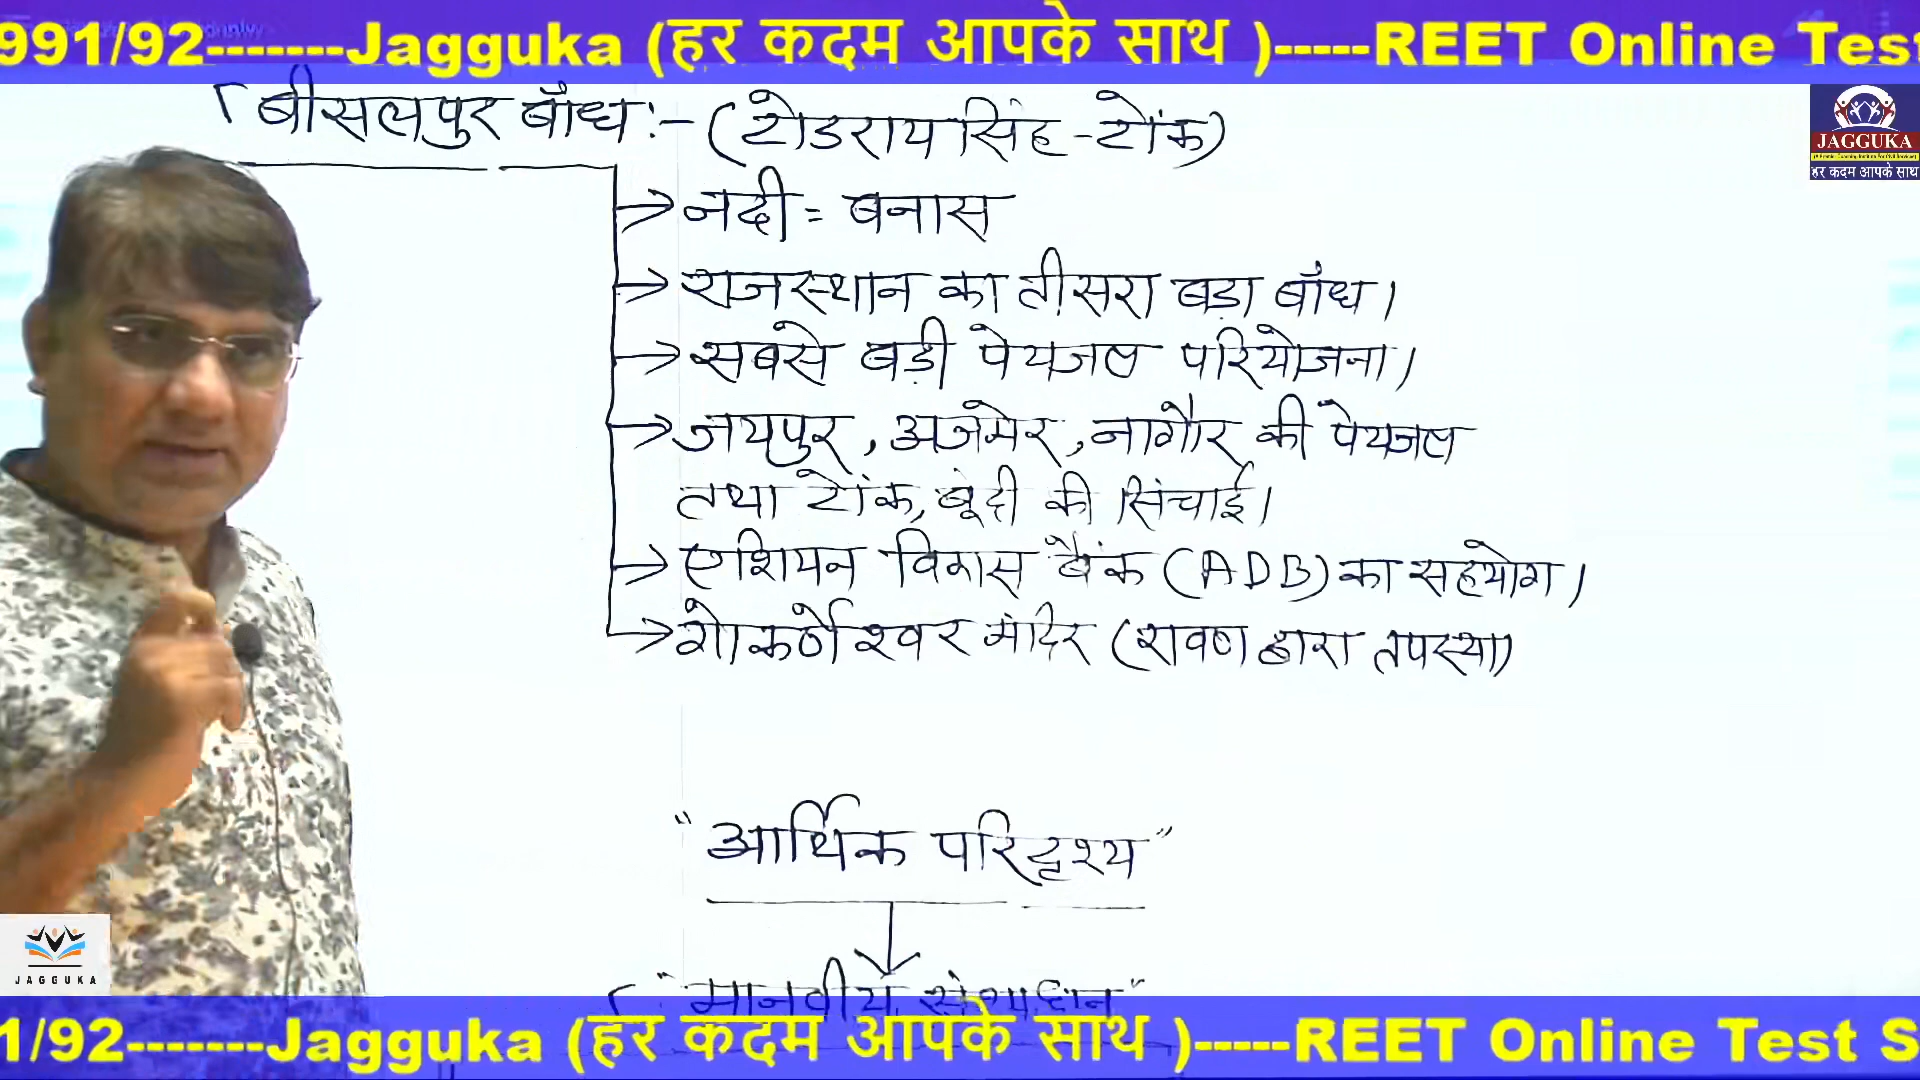 991/92-------Jagguka (हर कदम आपके साथ )-----REET Online Test
JAGGUKA
हर कदम आपके साथ
बीसलपुर बाँध :- (टोडरायसिंह-टोंक)
→ नदी = बनास
→ राजस्थान का तीसरा बड़ा बाँध।
→ सबसे बड़ी पेयजल परियोजना।
→ जयपुर, अजमेर, नागौर की पेयजल
तथा टोंक, बूंदी की सिंचाई।
→ एशियन विकास बैंक (ADB) का सहयोग।
→ गोकर्णेश्वर मंदिर (रावण द्वारा तपस्या)
"आर्थिक परिदृश्य"
"मानवीय संसाधन"
JAGGUKA
1/92-------Jagguka (हर कदम आपके साथ )-----REET Online Test S